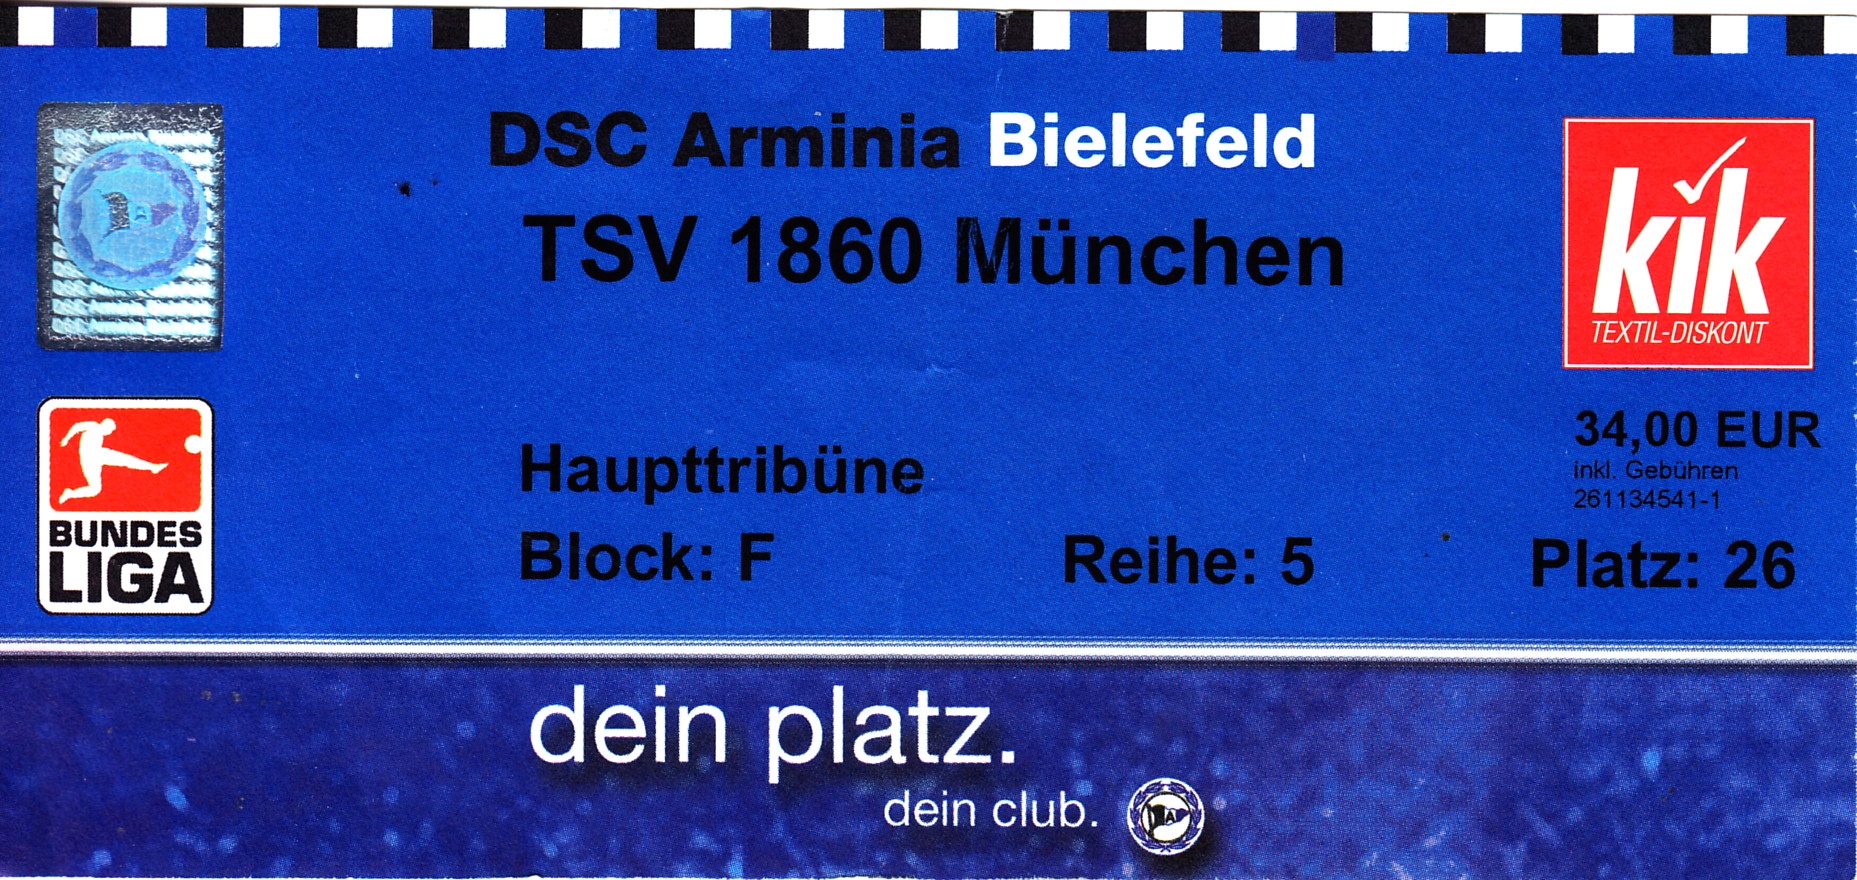 DSC Arminia Bielefeld
TSV 1860 München
kik
TEXTIL-DISKONT
34,00 EUR
inkl. Gebühren
261134541-1
Haupttribüne
Block: F Reihe: 5 Platz: 26
BUNDES
LIGA
dein platz.
dein club.
A